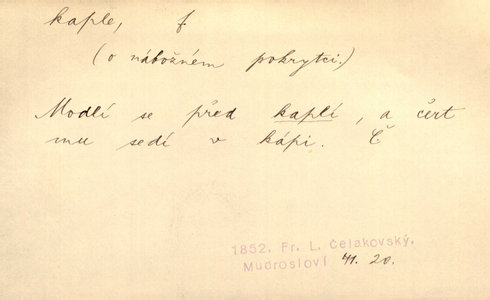 kaple, f.
(o nábožném pokrytci.)
Modlí se před kaplí, a čert
mu sedí v kápi. Č
1852. Fr. L. Čelakovský,
Mudrosloví 41. 20.